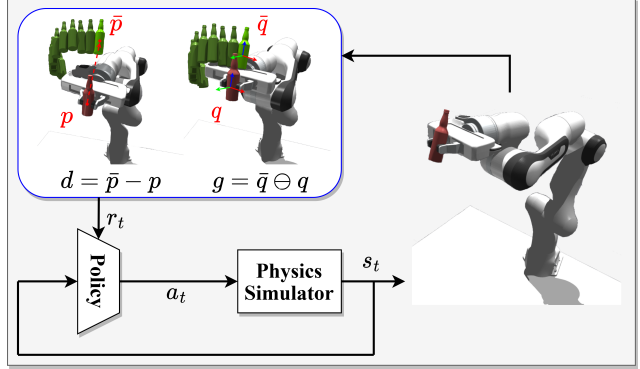 p̄
q̄
p
q
d = p̄ − p
g = q̄ ⊖ q
r_t
Policy
a_t
Physics
Simulator
s_t